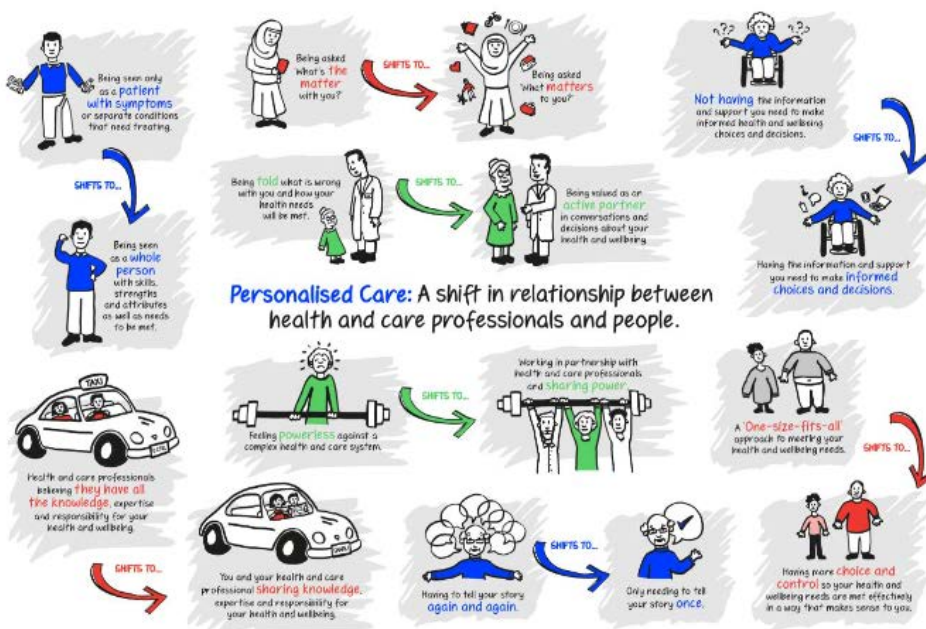 Being seen only
as a patient
with symptoms
or separate conditions
that need treating.
SHIFTS TO...
Being seen
as a whole
person
with skills,
strengths
and attributes
as well as needs
to be met.
Being asked
what's the
matter
with you?
SHIFTS TO...
Being asked
'What matters
to you?'
Not having the information
and support you need to make
informed health and wellbeing
choices and decisions.
SHIFTS TO...
Having the information and support
you need to make informed
choices and decisions.
Being told what is wrong
with you and how your
health needs
will be met.
SHIFTS TO...
Being valued as an
active partner
in conversations and
decisions about your
health and wellbeing
Personalised Care: A shift in relationship between
health and care professionals and people.
TAXI
Health and care professionals
believing they have all
the knowledge, expertise
and responsibility for your
health and wellbeing.
SHIFTS TO...
You and your health and care
professional sharing knowledge,
expertise and responsibility for
your health and wellbeing.
Feeling powerless against a
complex health and care system.
SHIFTS TO...
Working in partnership with
health and care professionals
and sharing power.
Having to tell your story
again and again.
SHIFTS TO...
Only needing to tell
your story once.
A 'One-size-fits-all'
approach to meeting your
health and wellbeing needs.
SHIFTS TO...
Having more choice and
control so your health and
wellbeing needs are met effectively
in a way that makes sense to you.